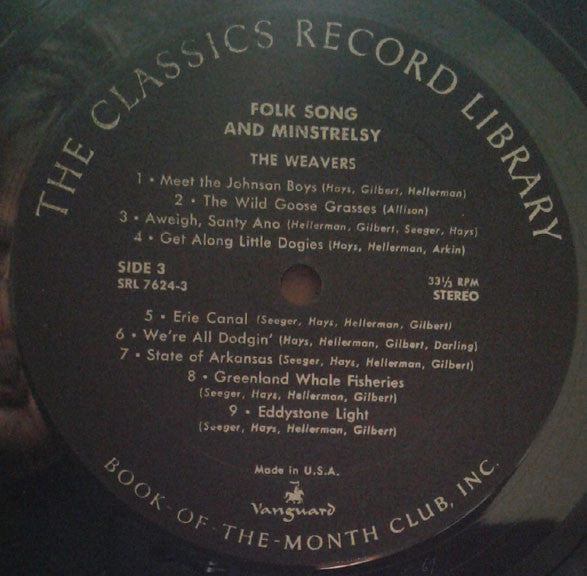 THE CLASSICS RECORD LIBRARY
FOLK SONG
AND MINSTRELSY
THE WEAVERS
1 • Meet the Johnson Boys (Hays, Gilbert, Hellerman)
2 • The Wild Goose Grasses (Allison)
3 • Aweigh, Santy Ano (Hellerman, Gilbert, Seeger, Hays)
4 • Get Along Little Dogies (Hays, Hellerman, Arkin)
SIDE 3
SRL 7624-3
33⅓ RPM
STEREO
5 • Erie Canal (Seeger, Hays, Hellerman, Gilbert)
6 • We're All Dodgin' (Hays, Hellerman, Gilbert, Darling)
7 • State of Arkansas (Seeger, Hays, Hellerman, Gilbert)
8 • Greenland Whale Fisheries
(Seeger, Hays, Hellerman, Gilbert)
9 • Eddystone Light
(Seeger, Hays, Hellerman, Gilbert)
Made in U.S.A.
Vanguard
BOOK-OF-THE-MONTH CLUB, INC.